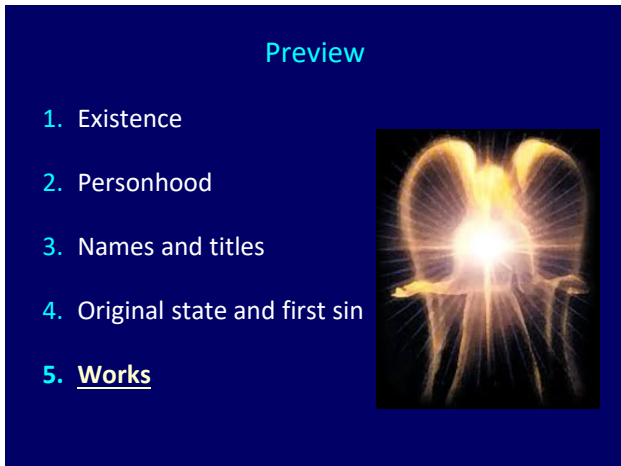 Preview
1. Existence
2. Personhood
3. Names and titles
4. Original state and first sin
5. Works